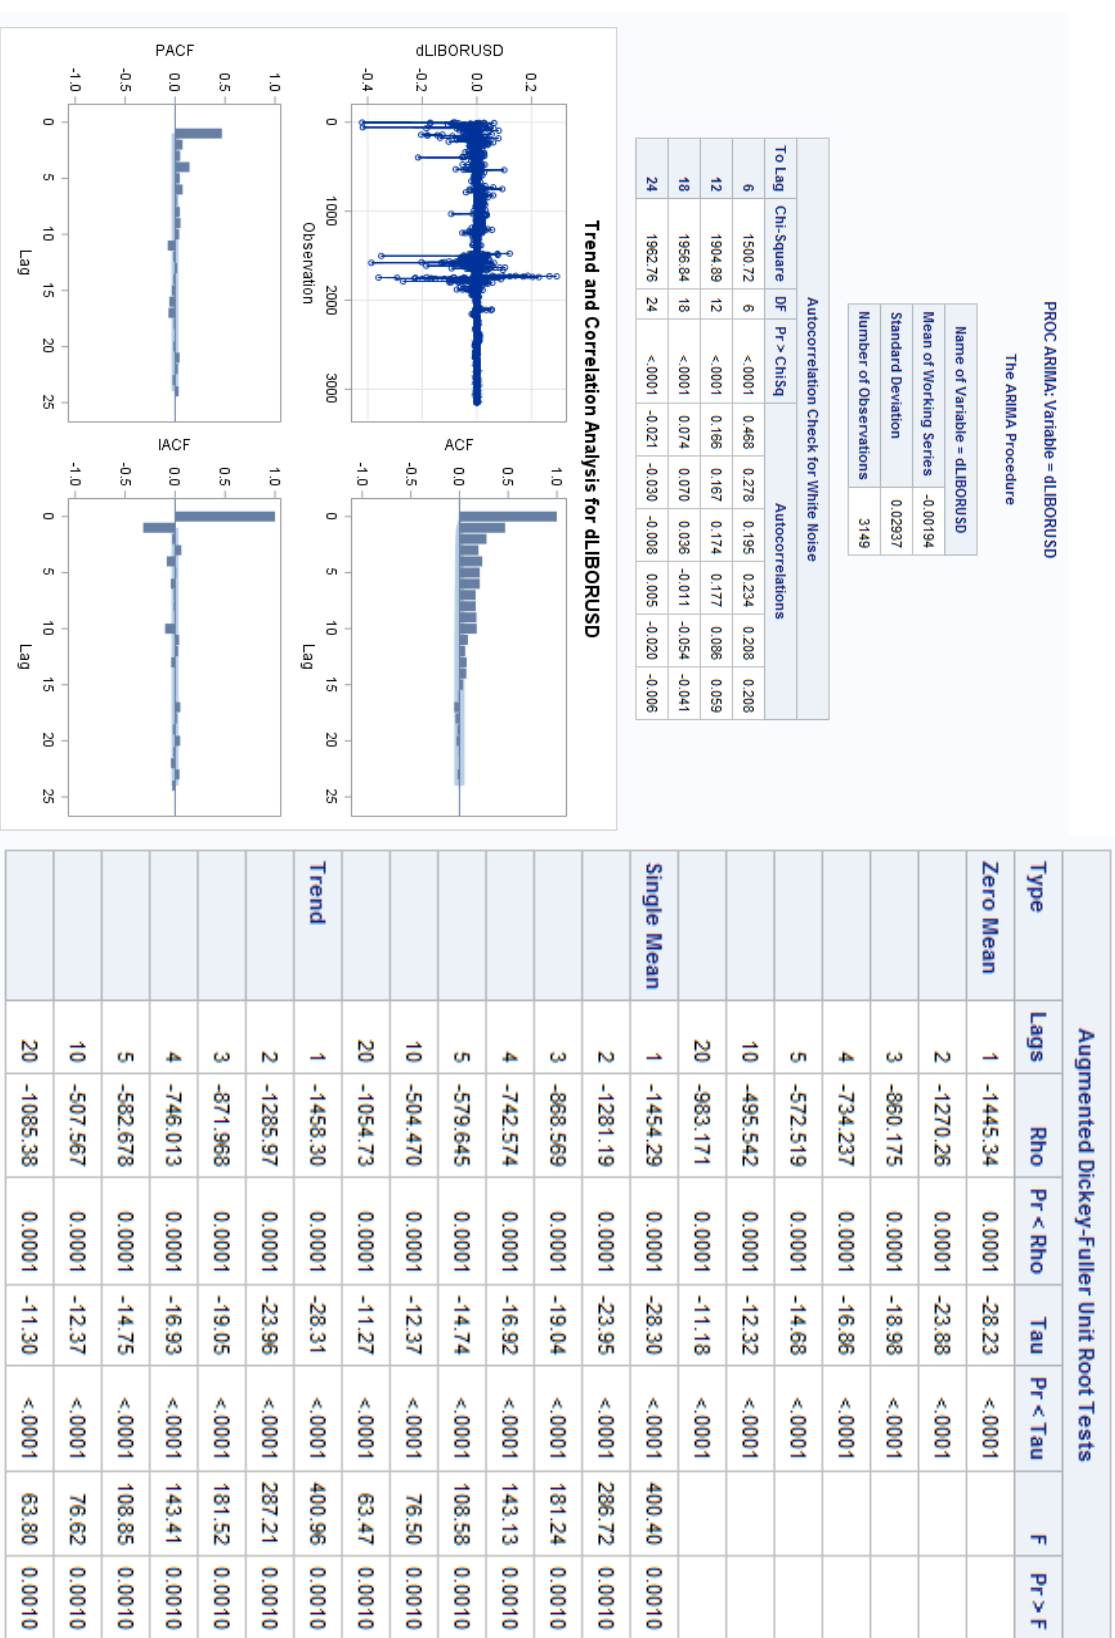 PROC ARIMA: Variable = dLIBORUSD
The ARIMA Procedure
Name of Variable = dLIBORUSD
Mean of Working Series -0.00194
Standard Deviation 0.02937
Number of Observations 3149
Autocorrelation Check for White Noise
To Lag Chi-Square DF Pr > ChiSq Autocorrelations
6 1500.72 6 <.0001 0.468 0.278 0.195 0.234 0.208 0.208
12 1904.89 12 <.0001 0.166 0.167 0.174 0.177 0.086 0.059
18 1956.84 18 <.0001 0.074 0.070 0.036 -0.011 -0.054 -0.041
24 1962.76 24 <.0001 -0.021 -0.030 -0.008 0.005 -0.020 -0.006
Trend and Correlation Analysis for dLIBORUSD
dLIBORUSD
0.2
0.0
-0.2
-0.4
0 1000 2000 3000
Observation
ACF
1.0
0.5
0.0
-0.5
-1.0
0 5 10 15 20 25
Lag
PACF
1.0
0.5
0.0
-0.5
-1.0
0 5 10 15 20 25
Lag
IACF
1.0
0.5
0.0
-0.5
-1.0
0 5 10 15 20 25
Lag
Augmented Dickey-Fuller Unit Root Tests
Type Lags Rho Pr < Rho Tau Pr < Tau F Pr > F
Zero Mean 1 -1445.34 0.0001 -28.23 <.0001
2 -1270.26 0.0001 -23.88 <.0001
3 -860.175 0.0001 -18.98 <.0001
4 -734.237 0.0001 -16.86 <.0001
5 -572.519 0.0001 -14.68 <.0001
10 -495.542 0.0001 -12.32 <.0001
20 -983.171 0.0001 -11.18 <.0001
Single Mean 1 -1454.29 0.0001 -28.30 <.0001 400.40 0.0010
2 -1281.19 0.0001 -23.95 <.0001 286.72 0.0010
3 -868.569 0.0001 -19.04 <.0001 181.24 0.0010
4 -742.574 0.0001 -16.92 <.0001 143.13 0.0010
5 -579.645 0.0001 -14.74 <.0001 108.58 0.0010
10 -504.470 0.0001 -12.37 <.0001 76.50 0.0010
20 -1054.73 0.0001 -11.27 <.0001 63.47 0.0010
Trend 1 -1458.30 0.0001 -28.31 <.0001 400.96 0.0010
2 -1285.97 0.0001 -23.96 <.0001 287.21 0.0010
3 -871.968 0.0001 -19.05 <.0001 181.52 0.0010
4 -746.013 0.0001 -16.93 <.0001 143.41 0.0010
5 -582.678 0.0001 -14.75 <.0001 108.85 0.0010
10 -507.567 0.0001 -12.37 <.0001 76.62 0.0010
20 -1085.38 0.0001 -11.30 <.0001 63.80 0.0010